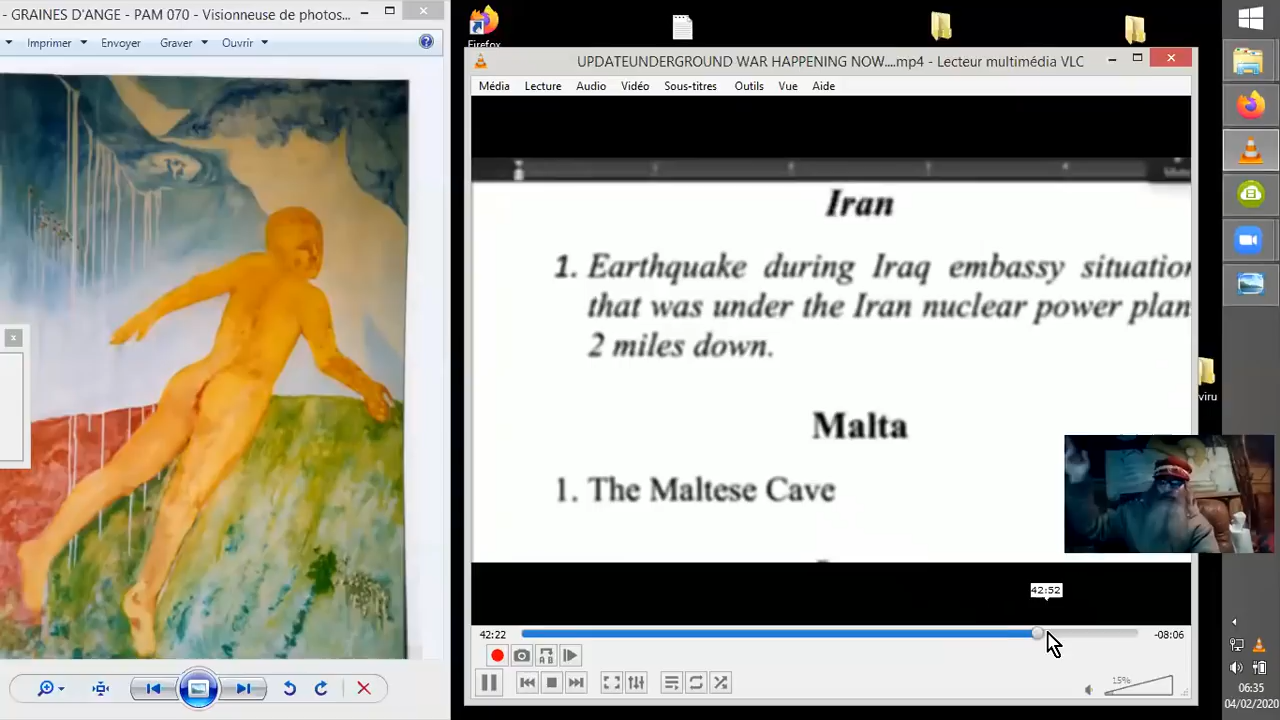 GRAINES D'ANGE - PAM 070 - Visionneuse de photos...
primer Envoyer Graver Ouvrir
Firefox
UPDATEUNDERGROUND WAR HAPPENING NOW....mp4 - Lecteur multimédia VLC
Média Lecture Audio Vidéo Sous-titres Outils Vue Aide
Iran
1. Earthquake during Iraq embassy situation
that was under the Iran nuclear power plan
2 miles down.
Malta
1. The Maltese Cave
viru
42:52
42:22
-08:06
15%
06:35
04/02/2020